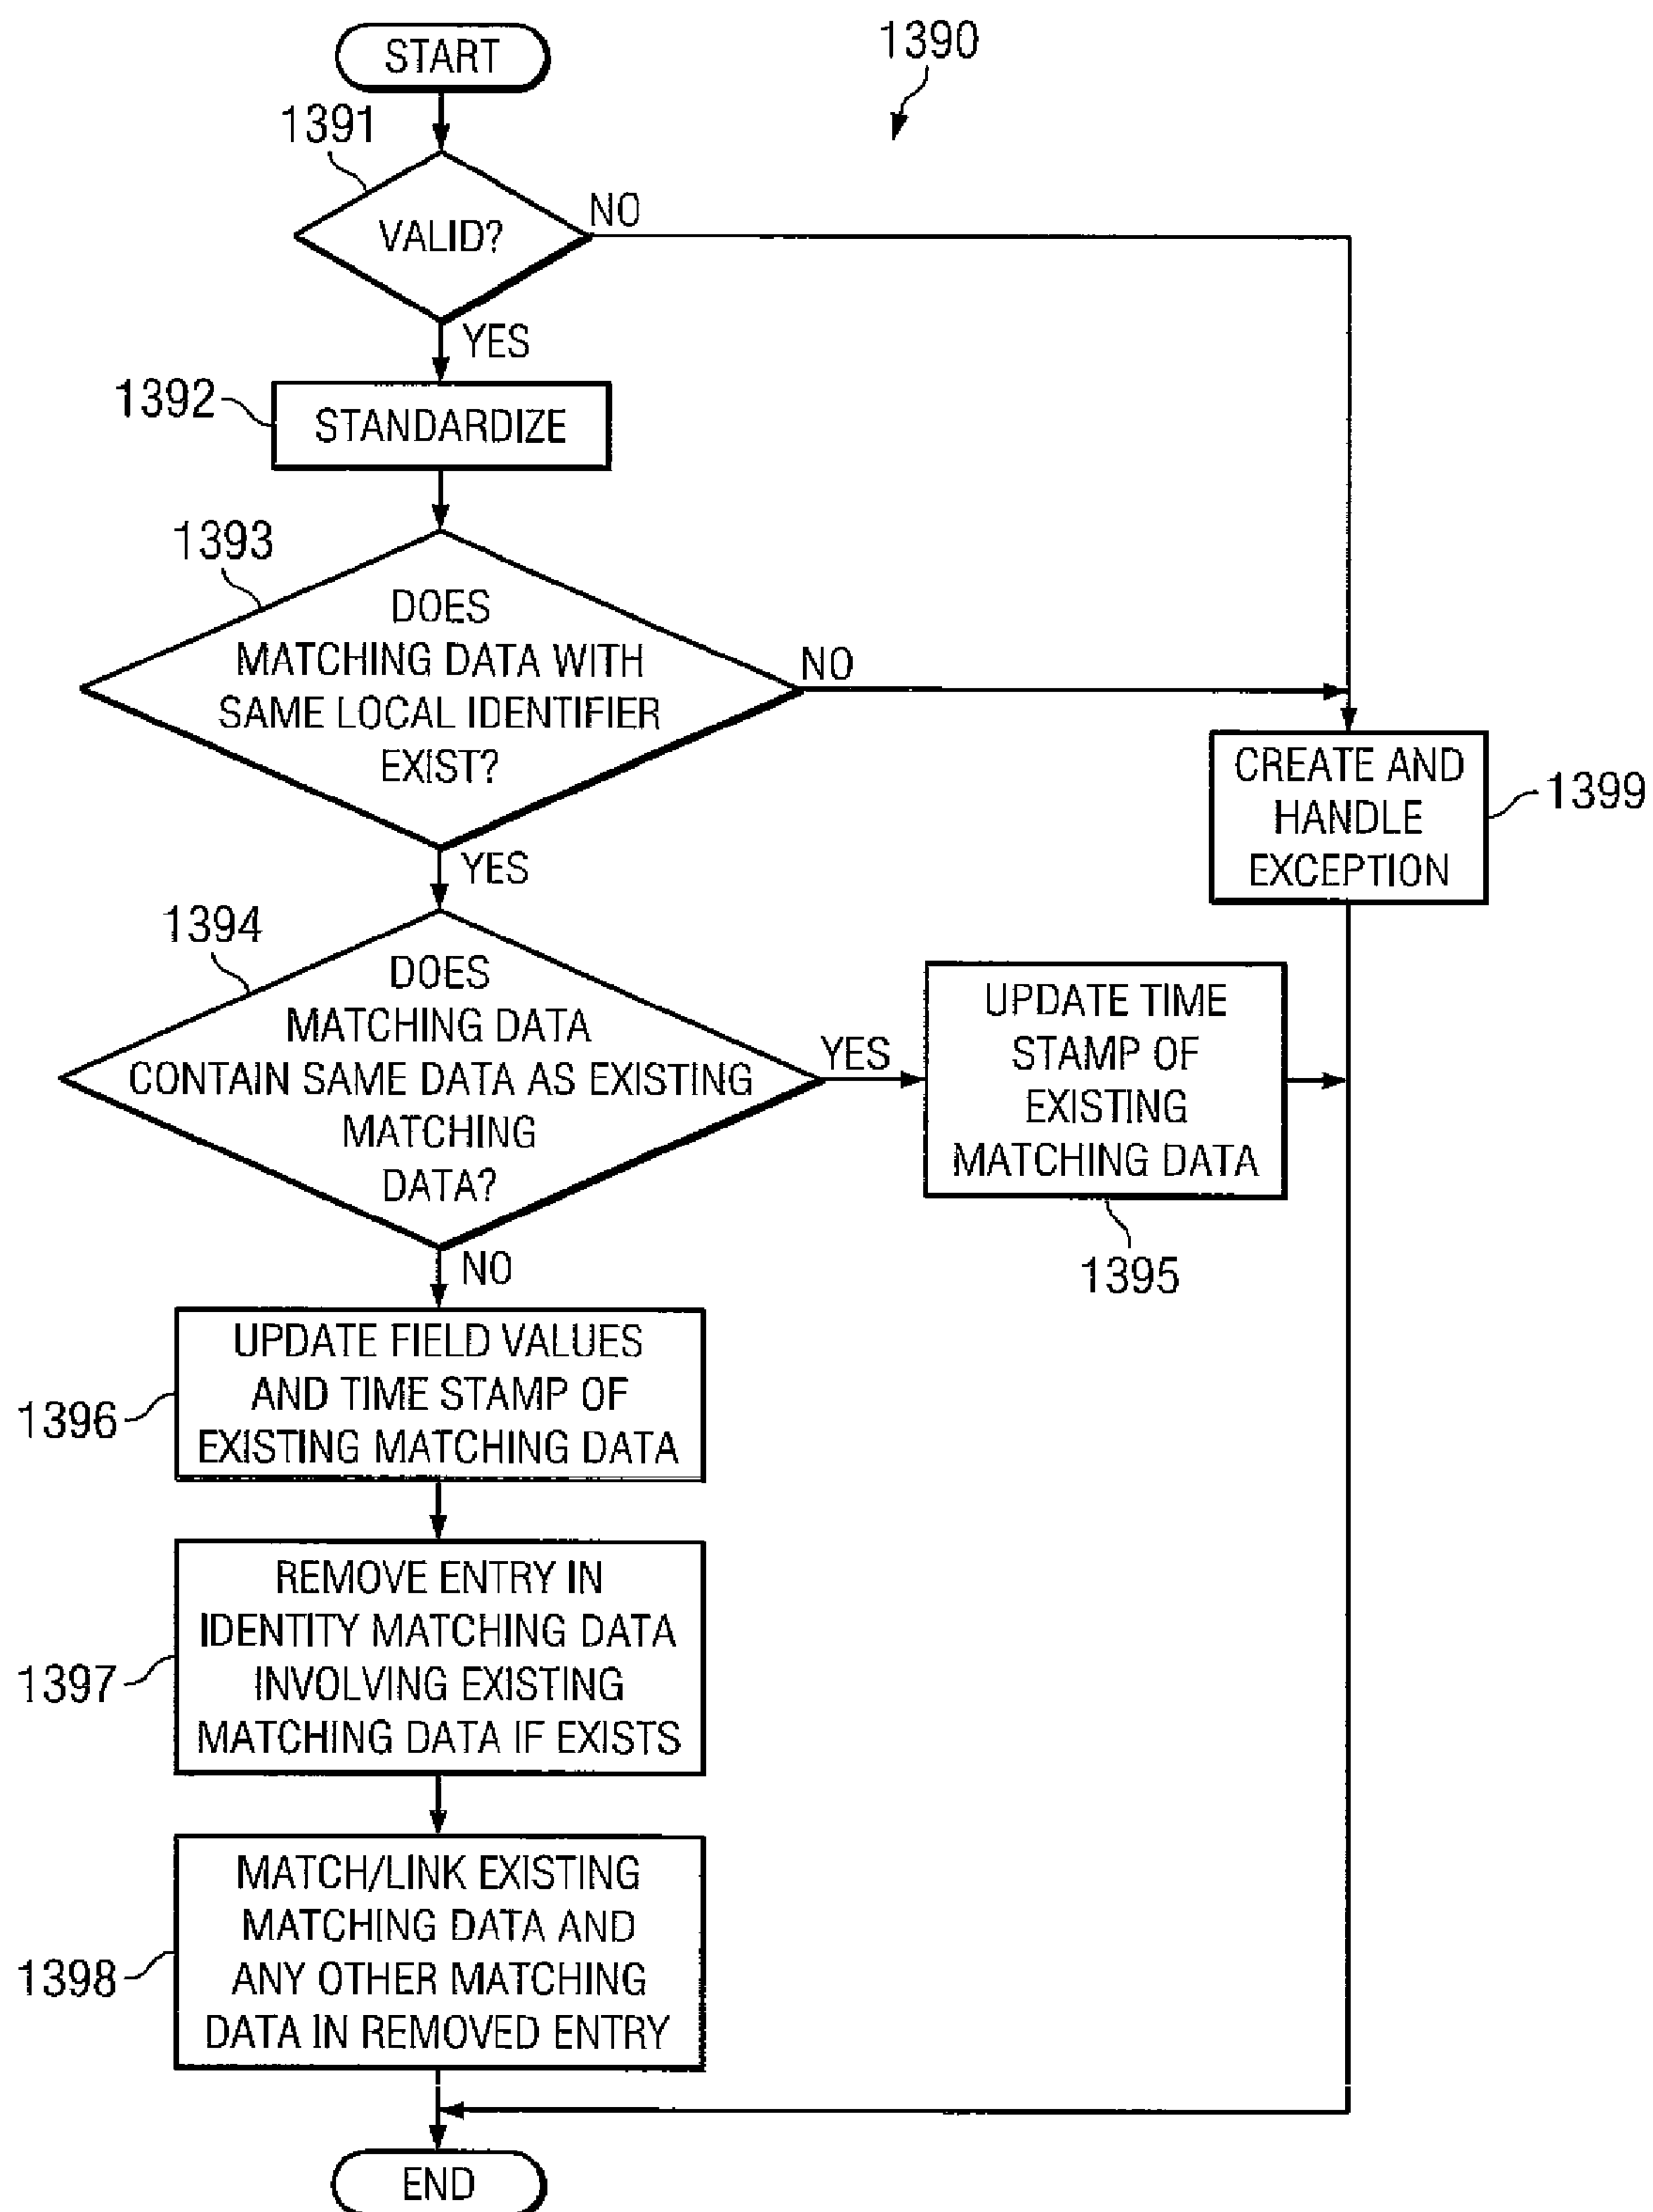 START
1390
1391
VALID?
NO
YES
1392
STANDARDIZE
1393
DOES
MATCHING DATA WITH
SAME LOCAL IDENTIFIER
EXIST?
NO
YES
CREATE AND
HANDLE
EXCEPTION
1399
1394
DOES
MATCHING DATA
CONTAIN SAME DATA AS EXISTING
MATCHING
DATA?
YES
NO
UPDATE TIME
STAMP OF
EXISTING
MATCHING DATA
1395
UPDATE FIELD VALUES
AND TIME STAMP OF
EXISTING MATCHING DATA
1396
REMOVE ENTRY IN
IDENTITY MATCHING DATA
INVOLVING EXISTING
MATCHING DATA IF EXISTS
1397
MATCH/LINK EXISTING
MATCHING DATA AND
ANY OTHER MATCHING
DATA IN REMOVED ENTRY
1398
END